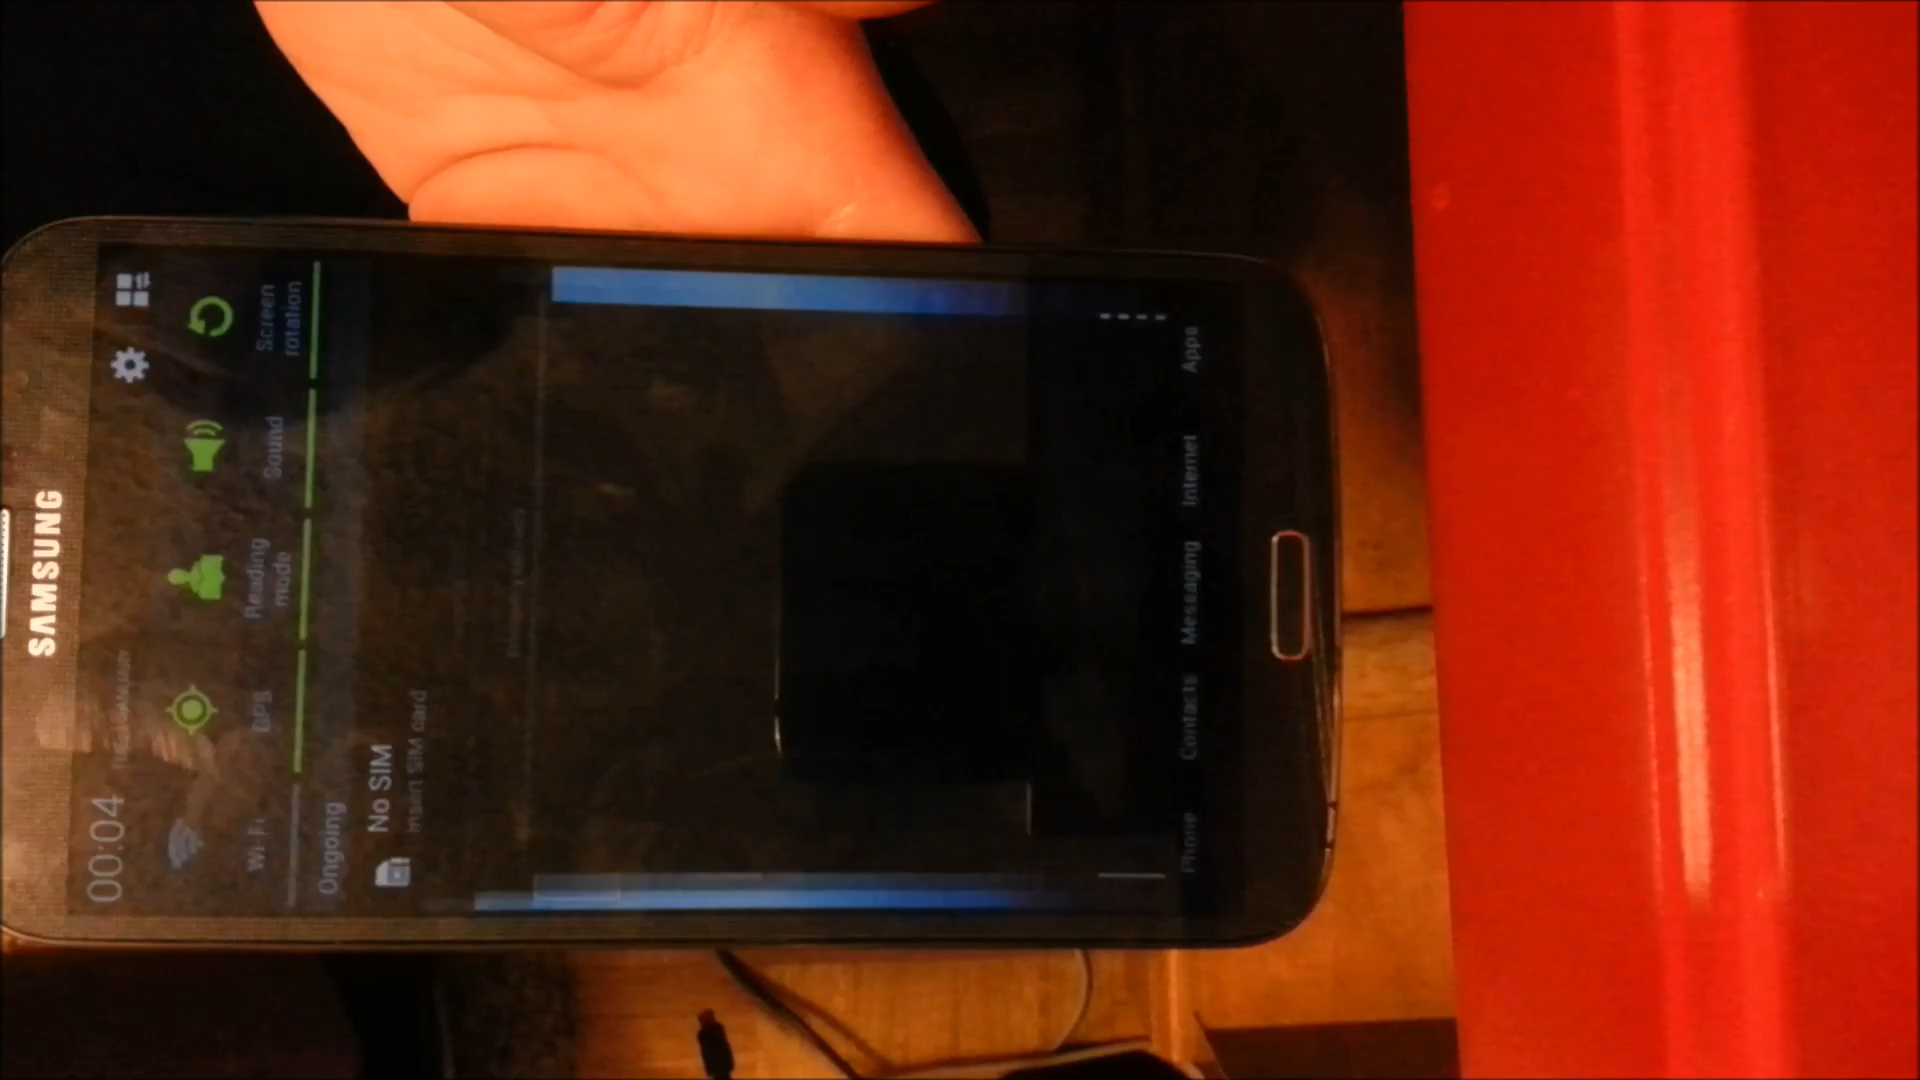 SAMSUNG
00:04
Wi-Fi
GPS
Reading
mode
Sound
Screen
rotation
Ongoing
No SIM
Insert SIM card
Phone
Contacts
Messaging
Internet
Apps